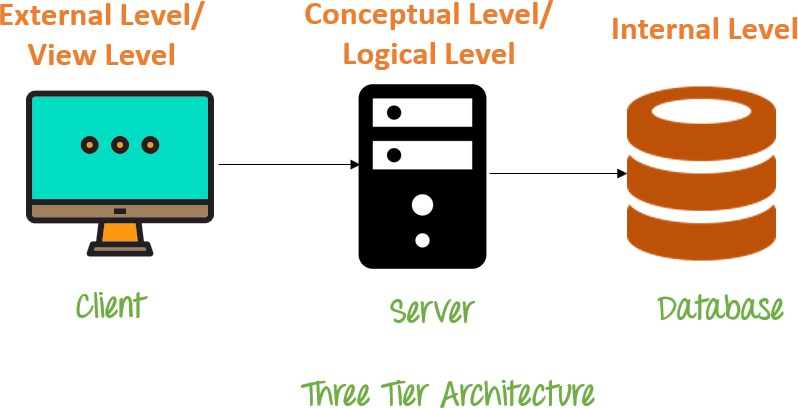 External Level/
View Level
Conceptual Level/
Logical Level
Internal Level
Client
Server
Database
Three Tier Architecture